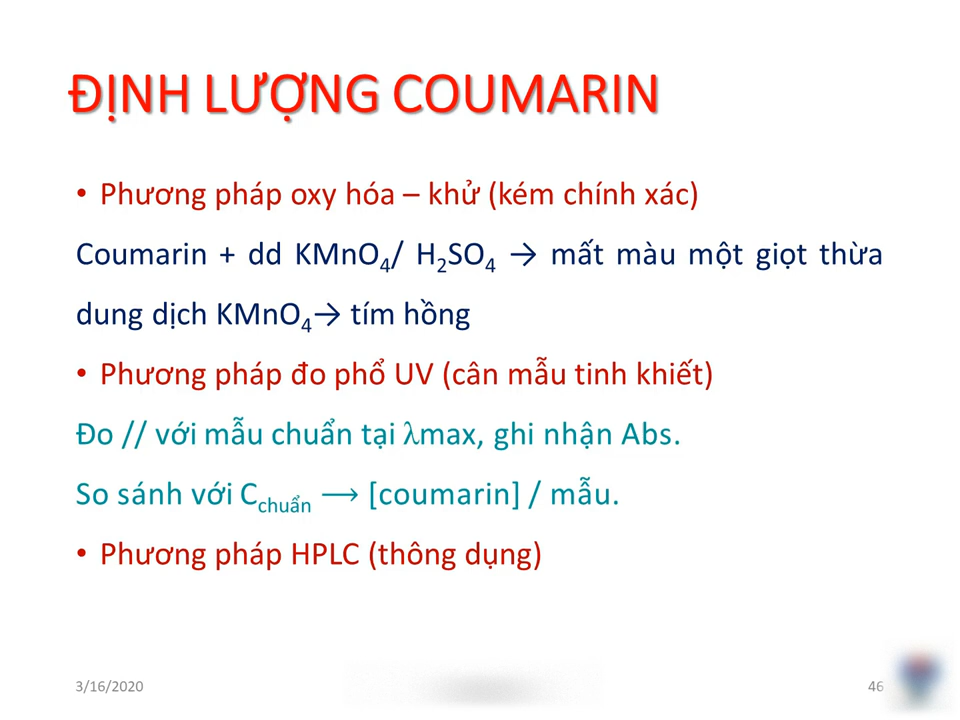 ĐỊNH LƯỢNG COUMARIN
• Phương pháp oxy hóa – khử (kém chính xác)
Coumarin + dd KMnO₄/ H₂SO₄ → mất màu một giọt thừa
dung dịch KMnO₄→ tím hồng
• Phương pháp đo phổ UV (cân mẫu tinh khiết)
Đo // với mẫu chuẩn tại λmax, ghi nhận Abs.
So sánh với C chuẩn ⟶ [coumarin] / mẫu.
• Phương pháp HPLC (thông dụng)
3/16/2020
46